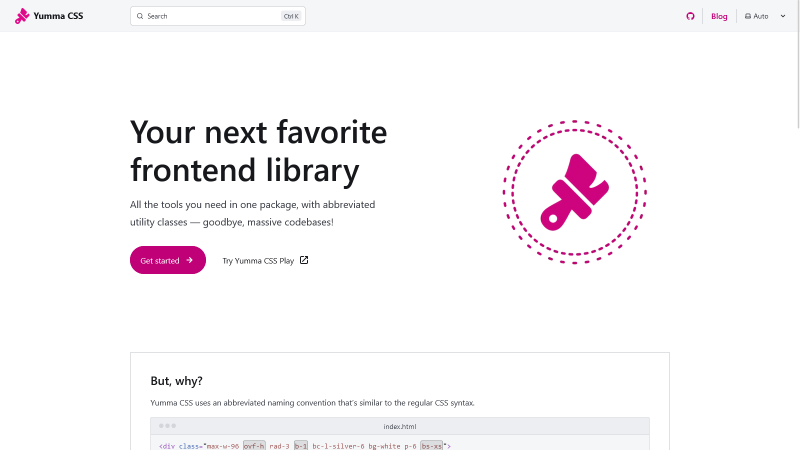 Yumma CSS
Search
Ctrl K
Blog
Auto
Your next favorite
frontend library
All the tools you need in one package, with abbreviated
utility classes — goodbye, massive codebases!
Get started
Try Yumma CSS Play
But, why?
Yumma CSS uses an abbreviated naming convention that's similar to the regular CSS syntax.
index.html
<div class="max-w-96 ovf-h rad-3 b-1 bc-l-silver-6 bg-white p-6 bs-xs">